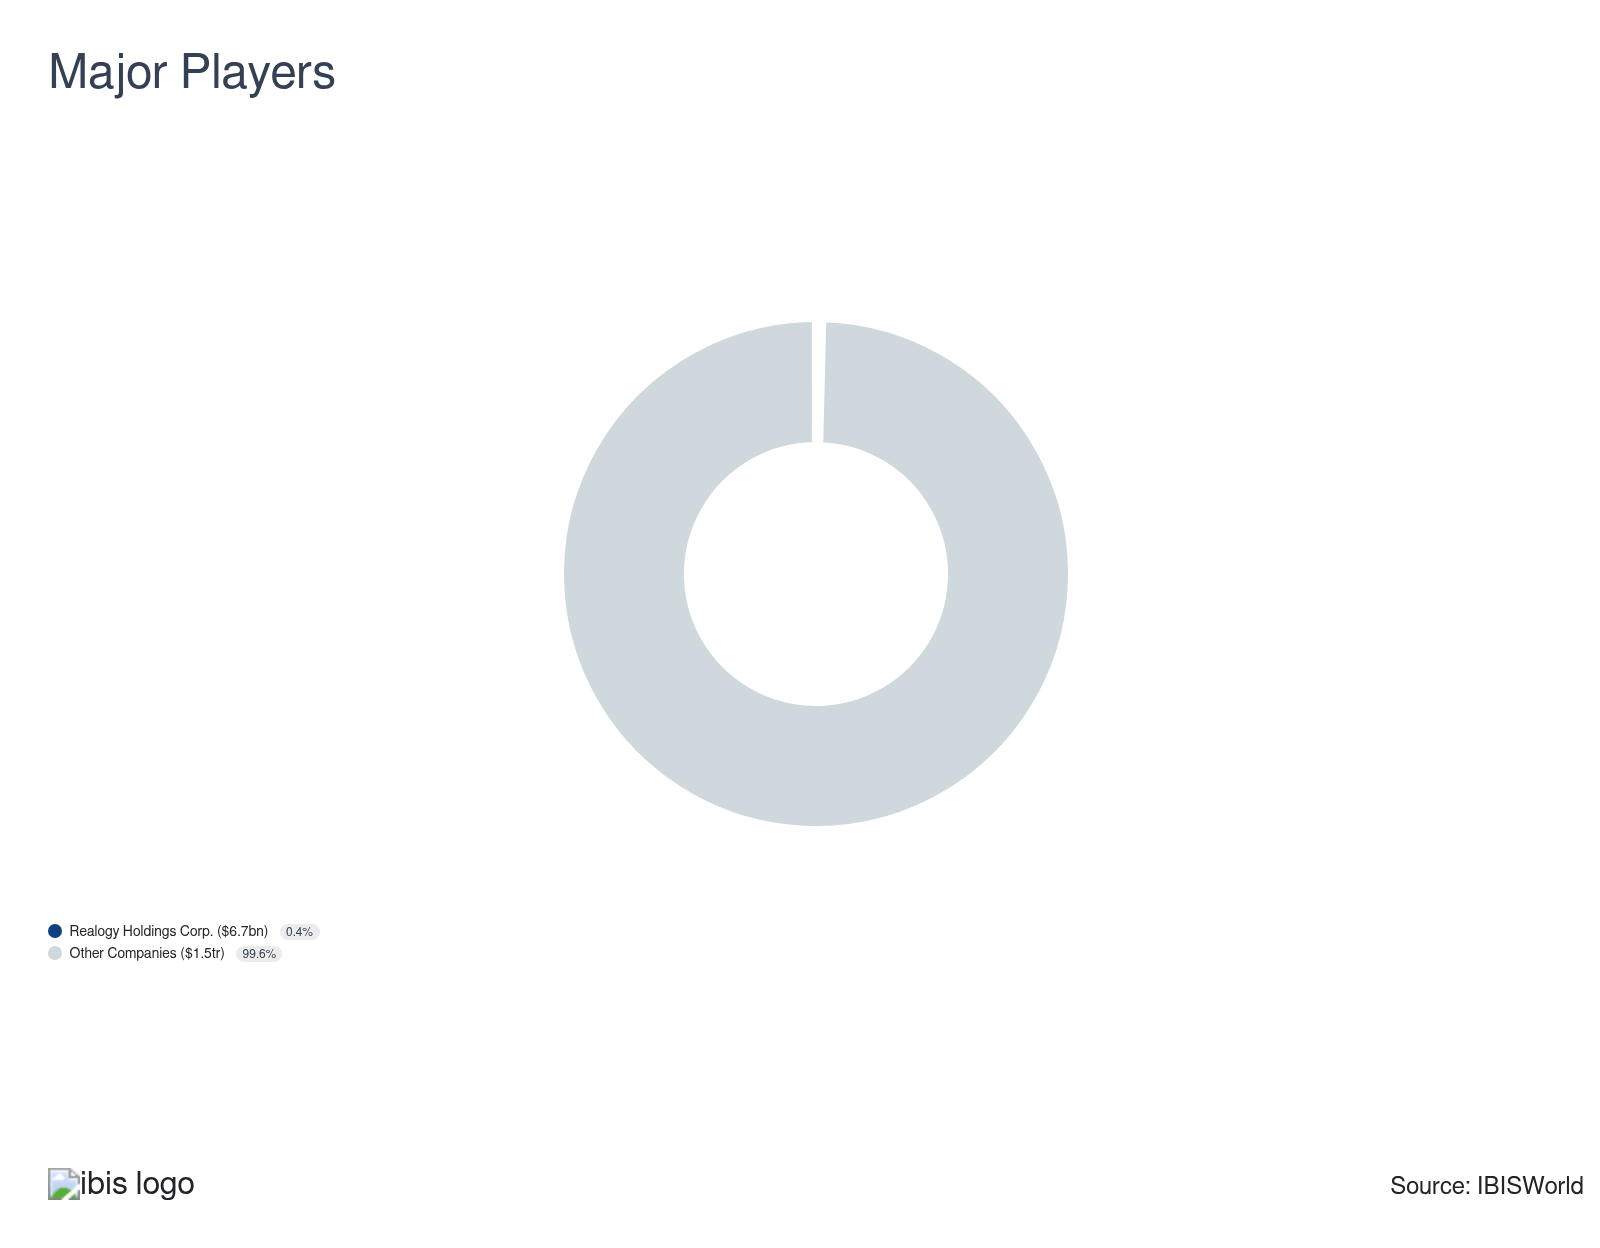 Major Players
Realogy Holdings Corp. ($6.7bn) 0.4%
Other Companies ($1.5tr) 99.6%
ibis logo
Source: IBISWorld